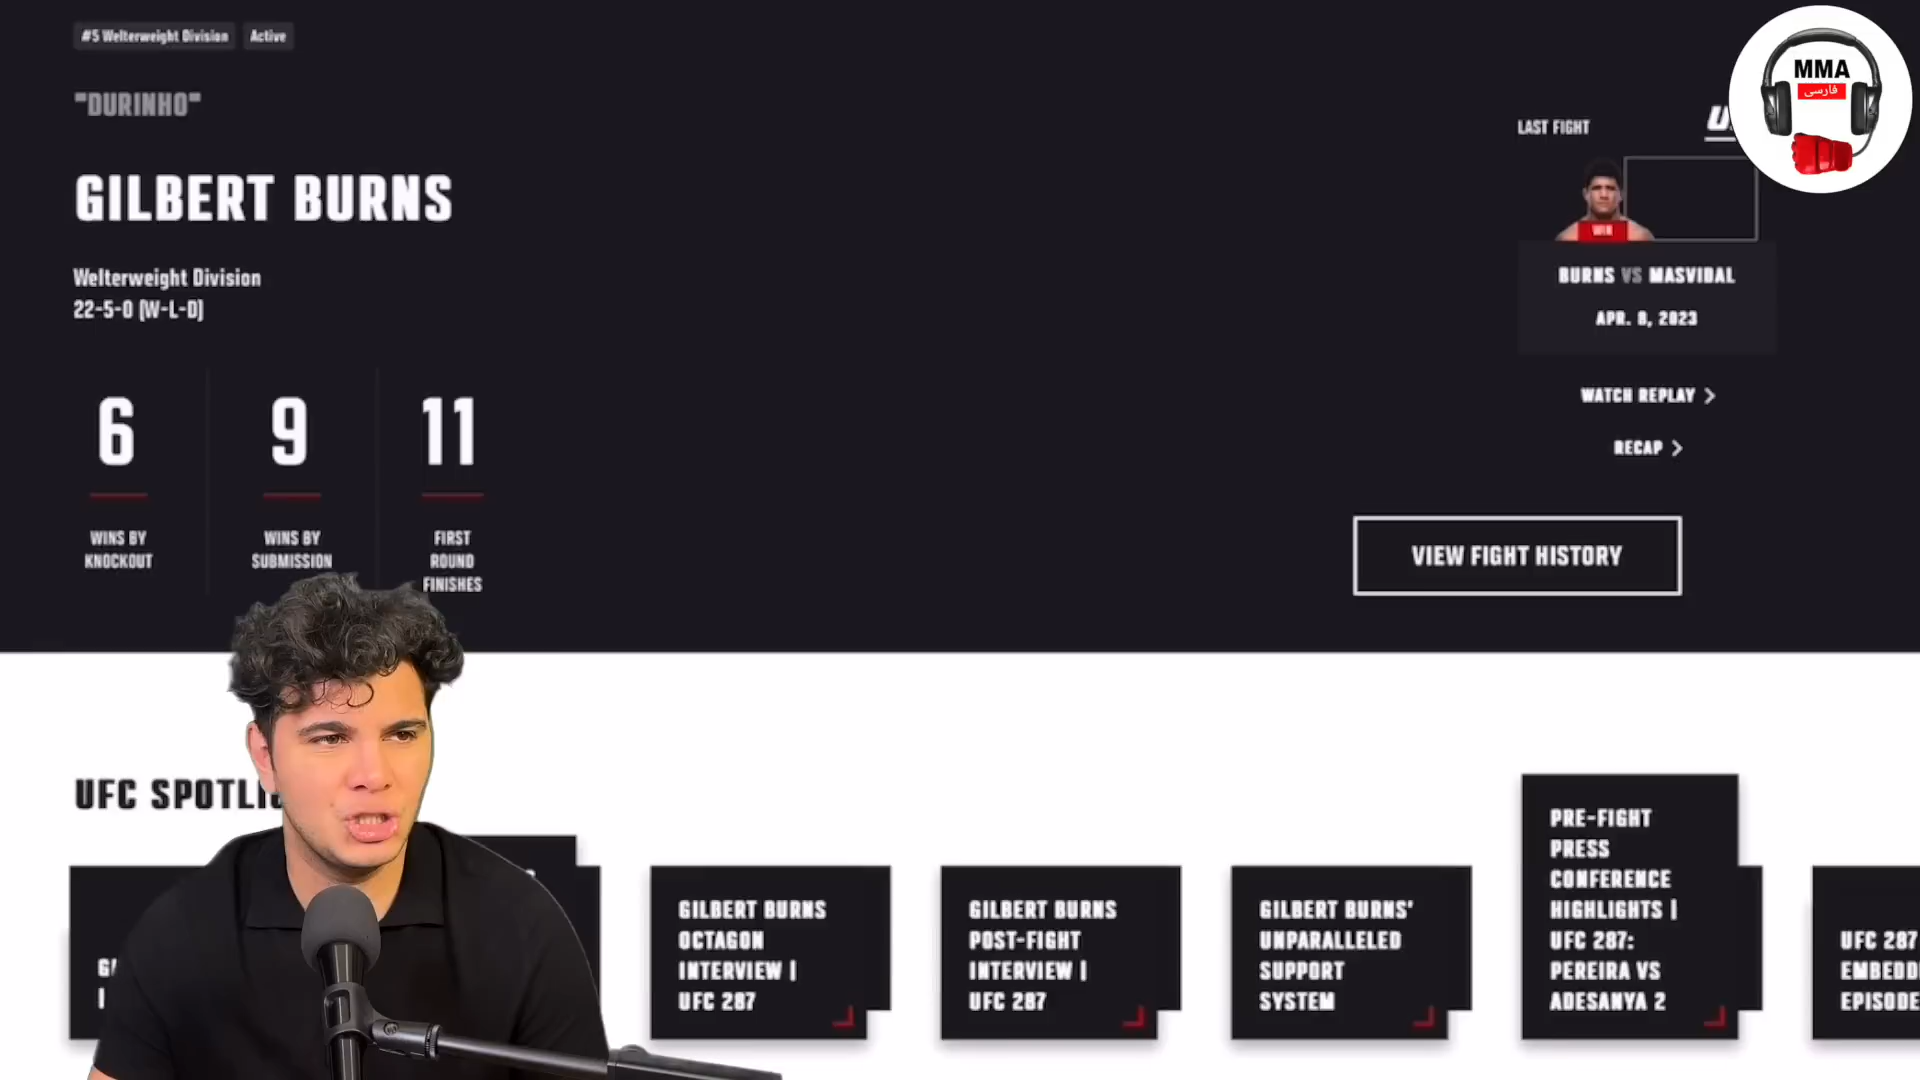 #5 Welterweight Division
Active
"DURINHO"
GILBERT BURNS
Welterweight Division
22-5-0 (W-L-D)
6
WINS BY
KNOCKOUT
9
WINS BY
SUBMISSION
11
FIRST
ROUND
FINISHES
MMA
فارسی
LAST FIGHT
WIN
BURNS VS MASVIDAL
APR. 8, 2023
WATCH REPLAY
RECAP
VIEW FIGHT HISTORY
UFC
GILBERT BURNS
OCTAGON
INTERVIEW |
UFC 287
GILBERT BURNS
POST-FIGHT
INTERVIEW |
UFC 287
GILBERT BURNS'
UNPARALLELED
SUPPORT
SYSTEM
PRE-FIGHT
PRESS
CONFERENCE
HIGHLIGHTS |
UFC 287:
PEREIRA VS
ADESANYA 2
UFC 287
EMBEDD
EPISODE